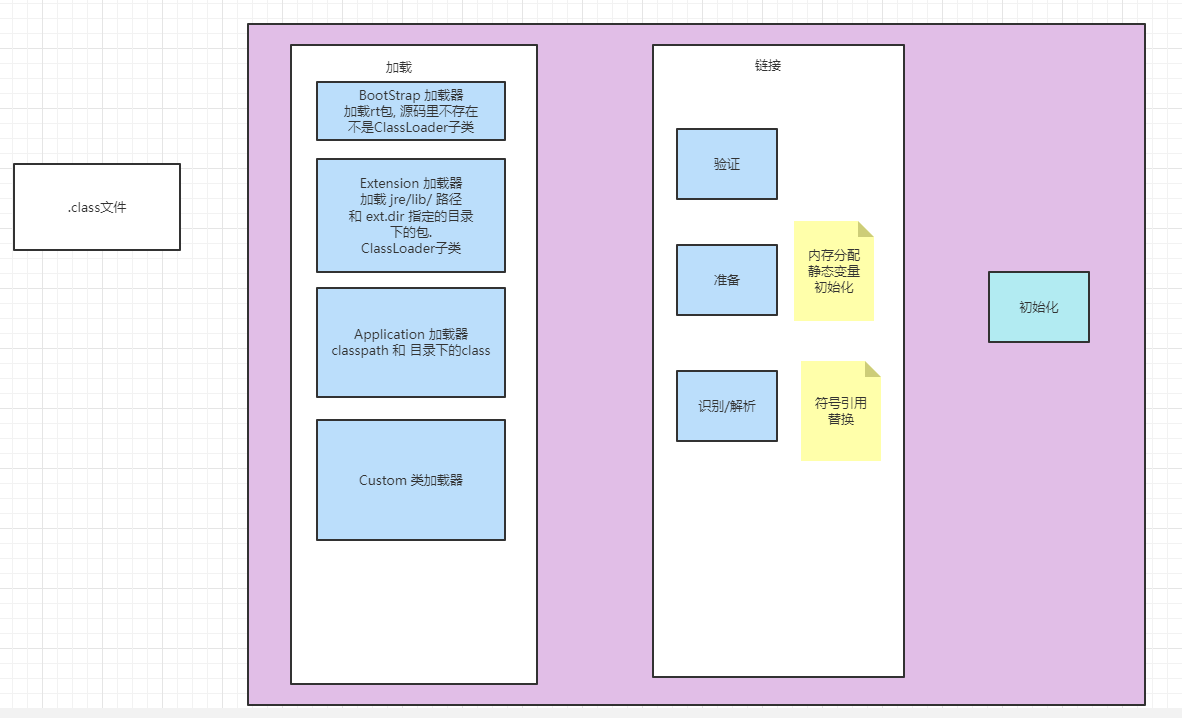 .class文件
加载
BootStrap 加载器
加载rt包, 源码里不存在
不是ClassLoader子类
Extension 加载器
加载 jre/lib/ 路径
和 ext.dir 指定的目录
下的包.
ClassLoader子类
Application 加载器
classpath 和 目录下的class
Custom 类加载器
链接
验证
准备
内存分配
静态变量
初始化
识别/解析
符号引用
替换
初始化